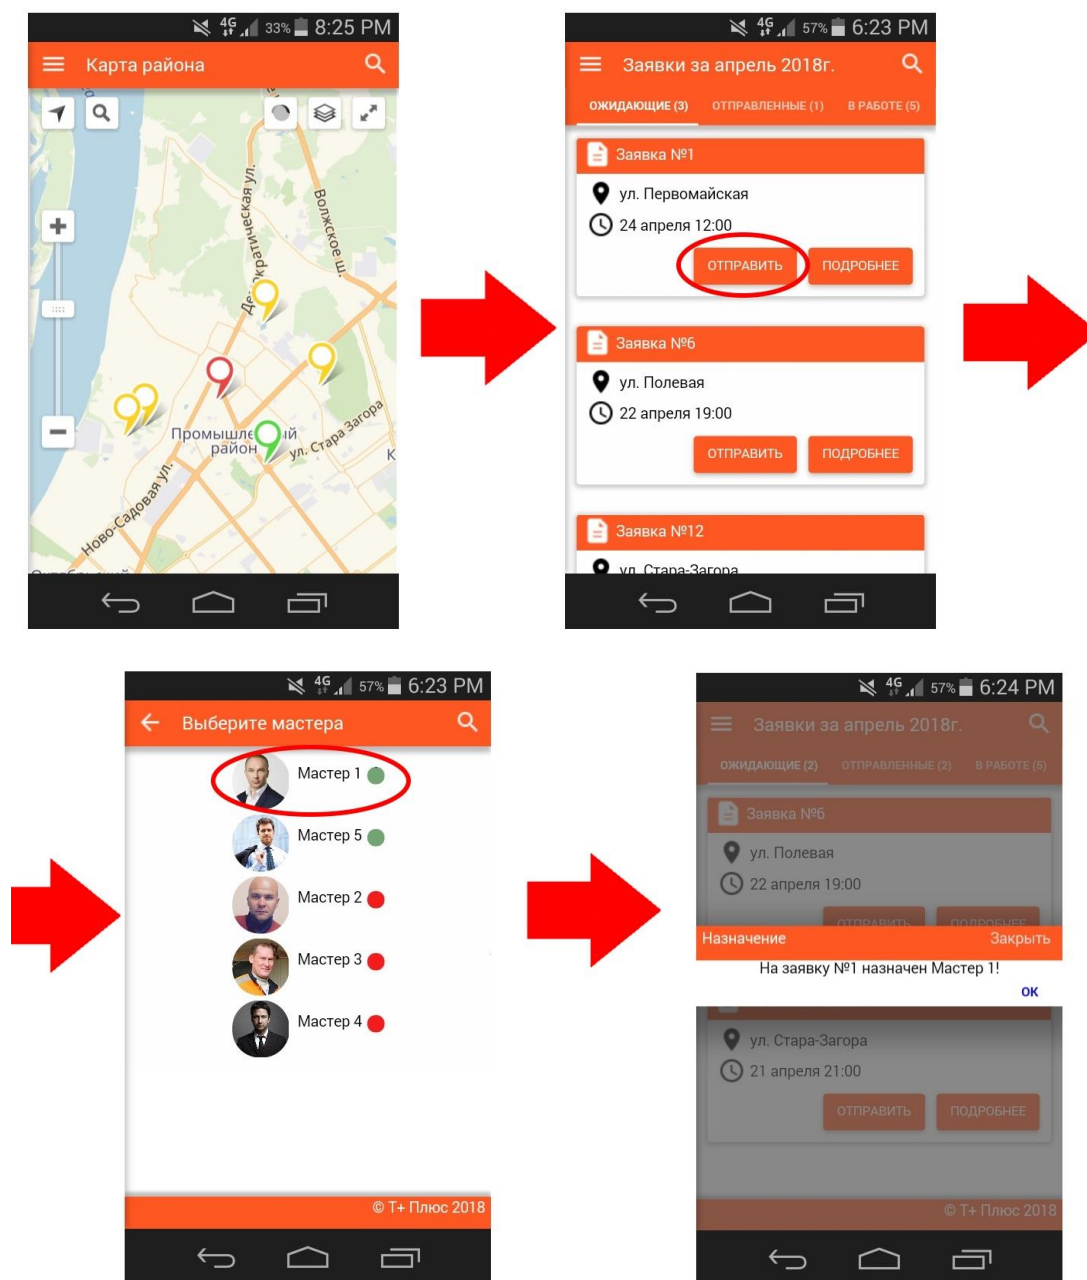 4G 33% 8:25 PM
Карта района
Демократическая ул.
Волжское ш.
Промышле ий
район
ул. Стара Загора
К
Ново-Садовая ул.
4G 57% 6:23 PM
Заявки за апрель 2018г.
ОЖИДАЮЩИЕ (3) ОТПРАВЛЕННЫЕ (1) В РАБОТЕ (5)
Заявка №1
ул. Первомайская
24 апреля 12:00
ОТПРАВИТЬ ПОДРОБНЕЕ
Заявка №6
ул. Полевая
22 апреля 19:00
ОТПРАВИТЬ ПОДРОБНЕЕ
Заявка №12
ул. Стара-Загора
4G 57% 6:23 PM
Выберите мастера
Мастер 1
Мастер 5
Мастер 2
Мастер 3
Мастер 4
© Т+ Плюс 2018
4G 57% 6:24 PM
Заявки за апрель 2018г.
ОЖИДАЮЩИЕ (2) ОТПРАВЛЕННЫЕ (2) В РАБОТЕ (5)
Заявка №6
ул. Полевая
22 апреля 19:00
ОТПРАВИТЬ ПОДРОБНЕЕ
Назначение Закрыть
На заявку №1 назначен Мастер 1!
ОК
ул. Стара-Загора
21 апреля 21:00
ОТПРАВИТЬ ПОДРОБНЕЕ
© Т+ Плюс 2018